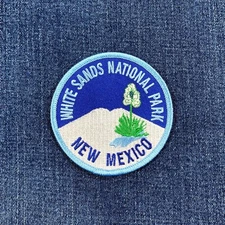 WHITE SANDS NATIONAL PARK
NEW MEXICO